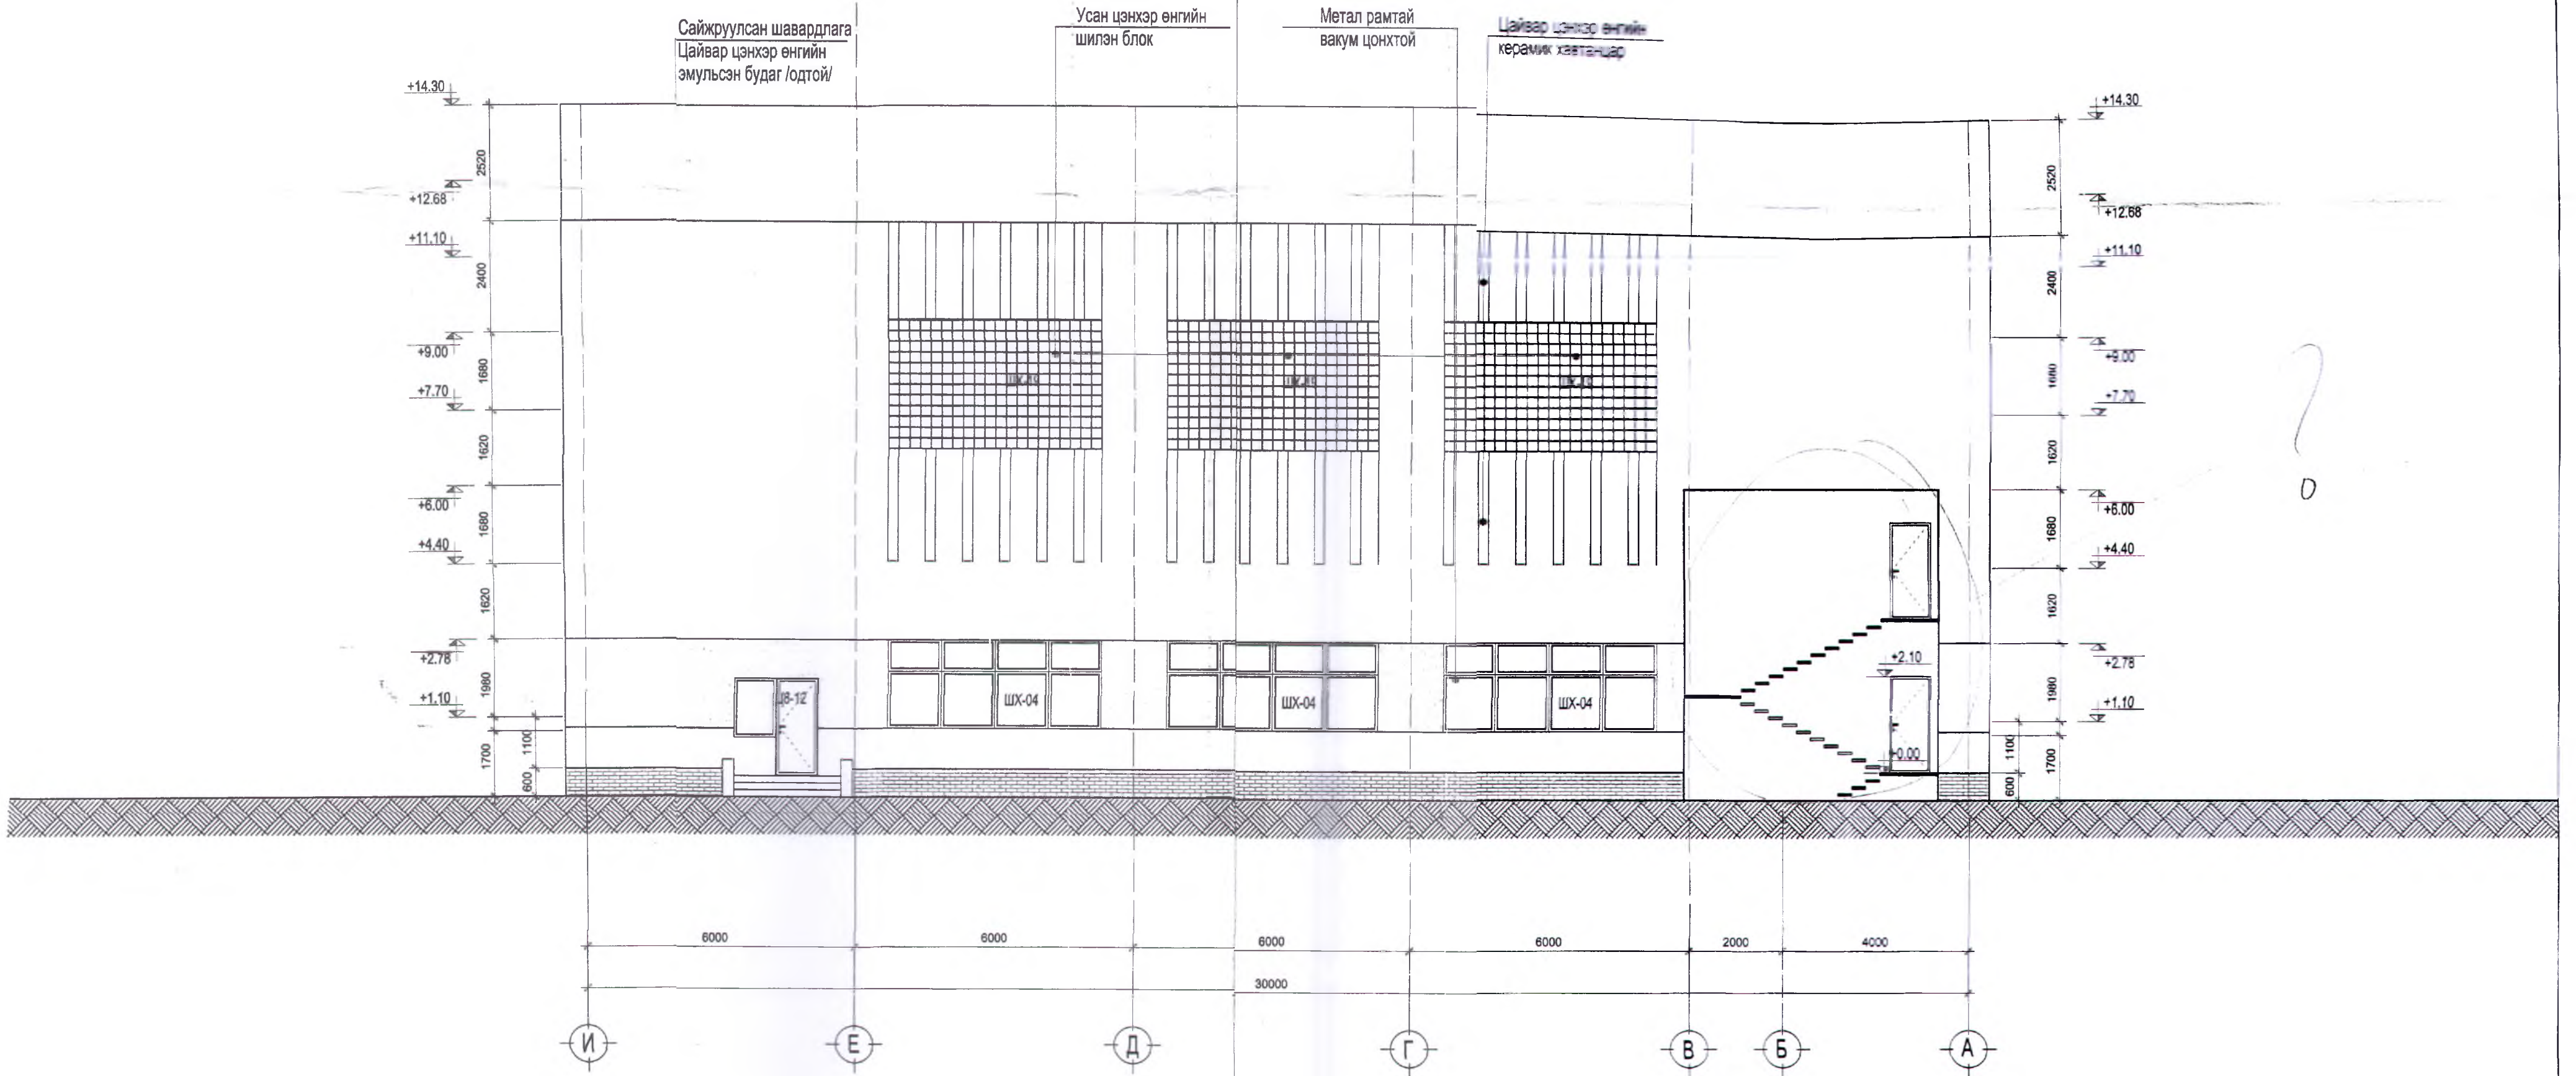 Сайжруулсан шавардлага
Цайвар цэнхэр өнгийн
эмульсэн будаг /одтой/
Усан цэнхэр өнгийн
шилэн блок
Метал рамтай
вакум цонхтой
Цайвар цэнхэр өнгийн
керамик хавтанцар
+14.30
+12.68
+11.10
+9.00
+7.70
+6.00
+4.40
+2.78
+1.10
2520
2400
1680
1620
1680
1620
1980
1700
1100
600
ШХ-04
ШХ-04
ШХ-04
+2.10
+0.00
+14.30
+12.68
+11.10
+9.00
+7.70
+6.00
+4.40
+2.78
+1.10
2520
2400
1680
1620
1680
1620
1980
1700
1100
600
?
6000
6000
6000
6000
2000
4000
30000
И
Е
Д
Г
В
Б
А